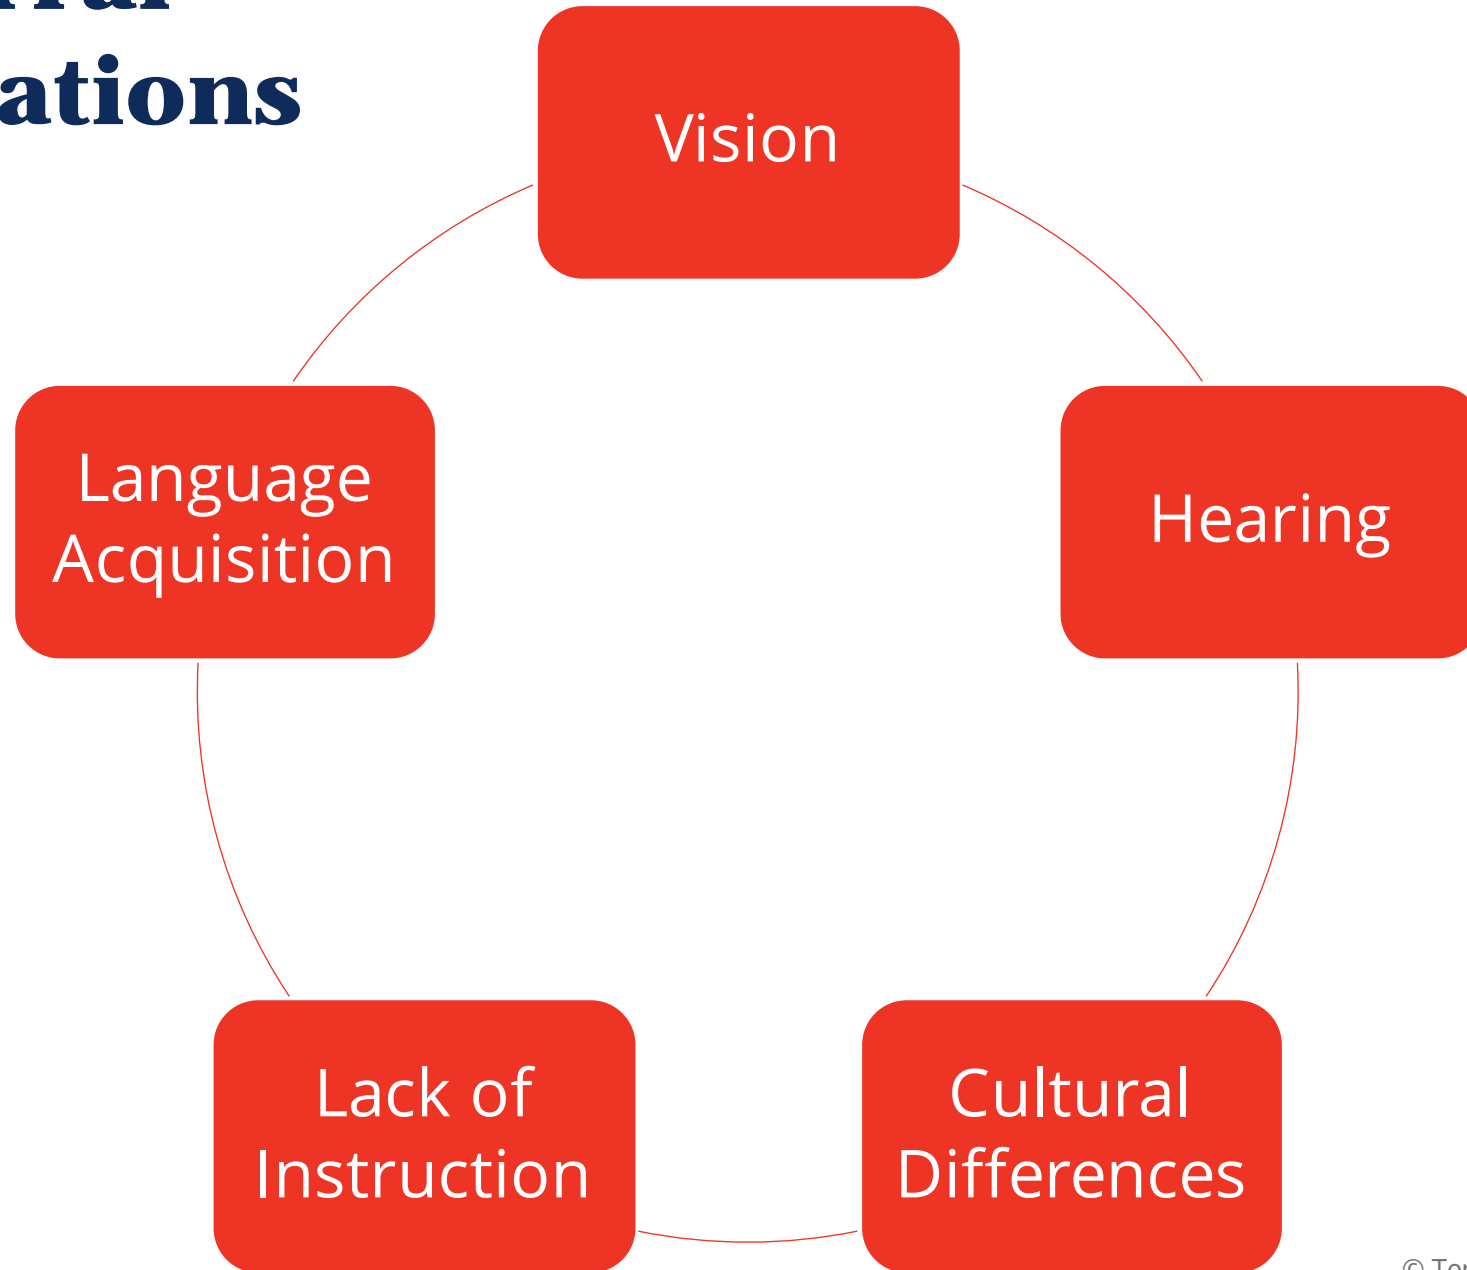 ations
Vision
Language
Acquisition
Hearing
Lack of
Instruction
Cultural
Differences
©